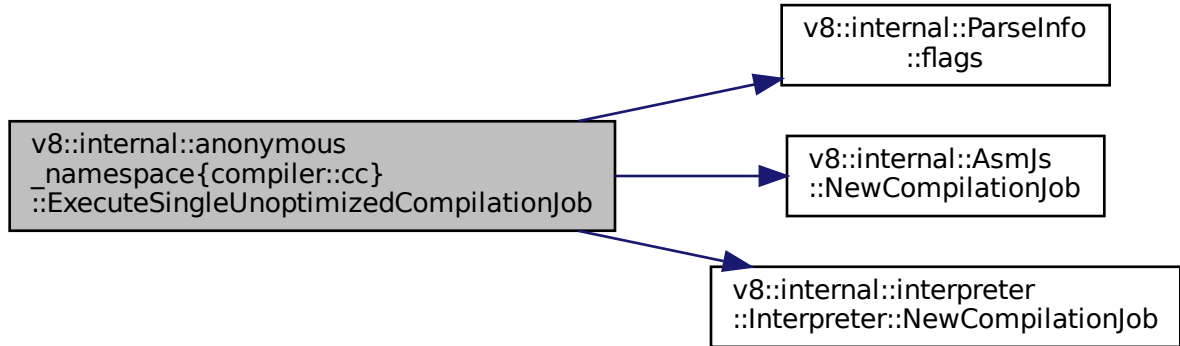 v8::internal::ParseInfo
::flags
v8::internal::anonymous
_namespace{compiler::cc}
::ExecuteSingleUnoptimizedCompilationJob
v8::internal::AsmJs
::NewCompilationJob
v8::internal::interpreter
::Interpreter::NewCompilationJob